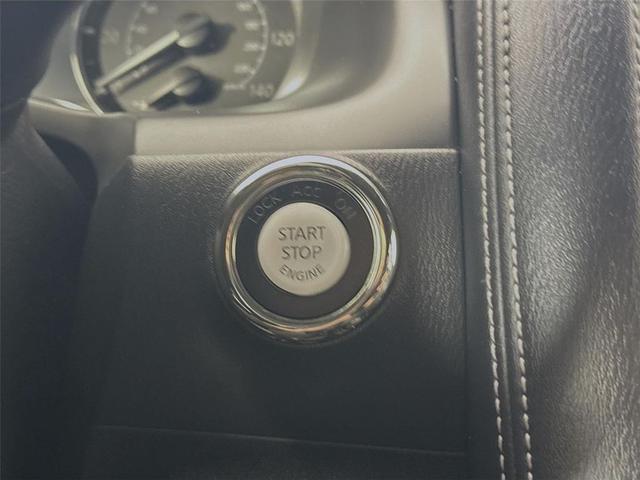 120
140
LOCK ACC ON
START
STOP
ENGINE